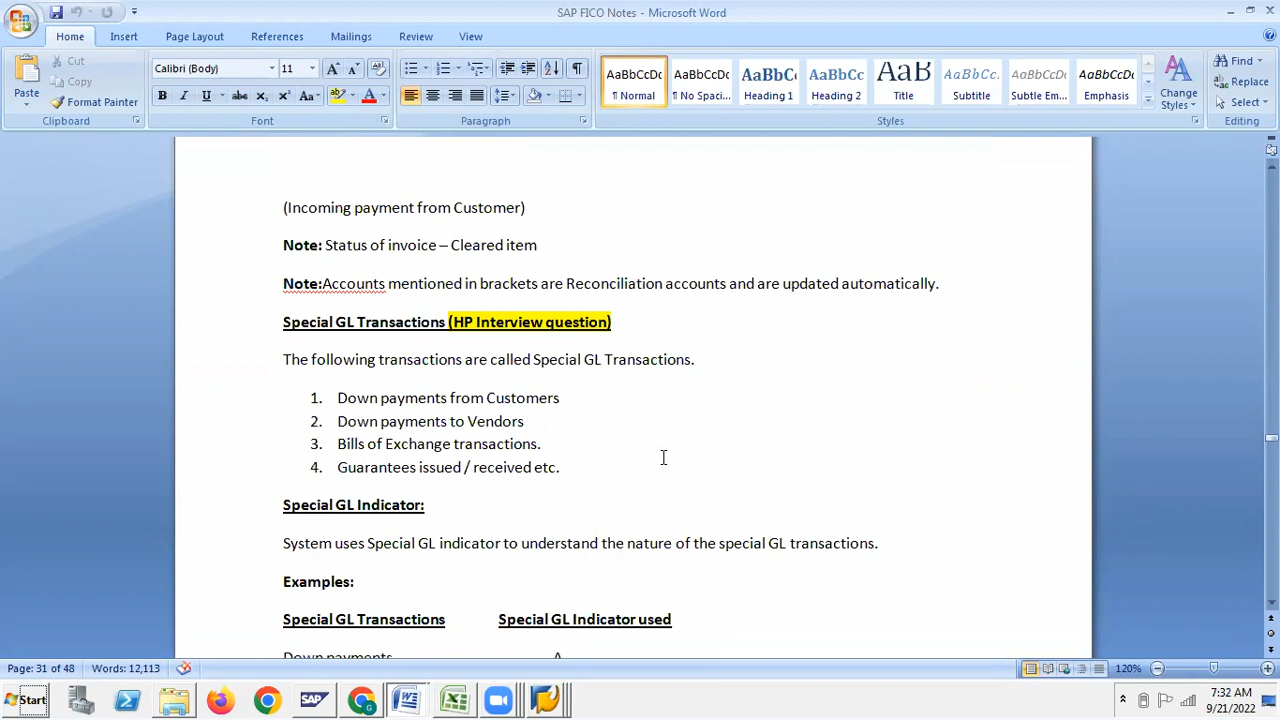 SAP FICO Notes - Microsoft Word
Home Insert Page Layout References Mailings Review View
Paste
Cut
Copy
Format Painter
Clipboard
Calibri (Body) 11
Font
Paragraph
AaBbCcDc AaBbCcDc AaBbCc AaBbCc AaB AaBbCc. AaBbCcDc AaBbCcDc
¶ Normal ¶ No Spaci... Heading 1 Heading 2 Title Subtitle Subtle Em... Emphasis
Styles
Change Styles
Find
Replace
Select
Editing
(Incoming payment from Customer)
Note: Status of invoice – Cleared item
Note:Accounts mentioned in brackets are Reconciliation accounts and are updated automatically.
Special GL Transactions (HP Interview question)
The following transactions are called Special GL Transactions.
1. Down payments from Customers
2. Down payments to Vendors
3. Bills of Exchange transactions.
4. Guarantees issued / received etc.
Special GL Indicator:
System uses Special GL indicator to understand the nature of the special GL transactions.
Examples:
Special GL Transactions Special GL Indicator used
Down payments A
Page: 31 of 48 Words: 12,113 120%
Start
7:32 AM
9/21/2022